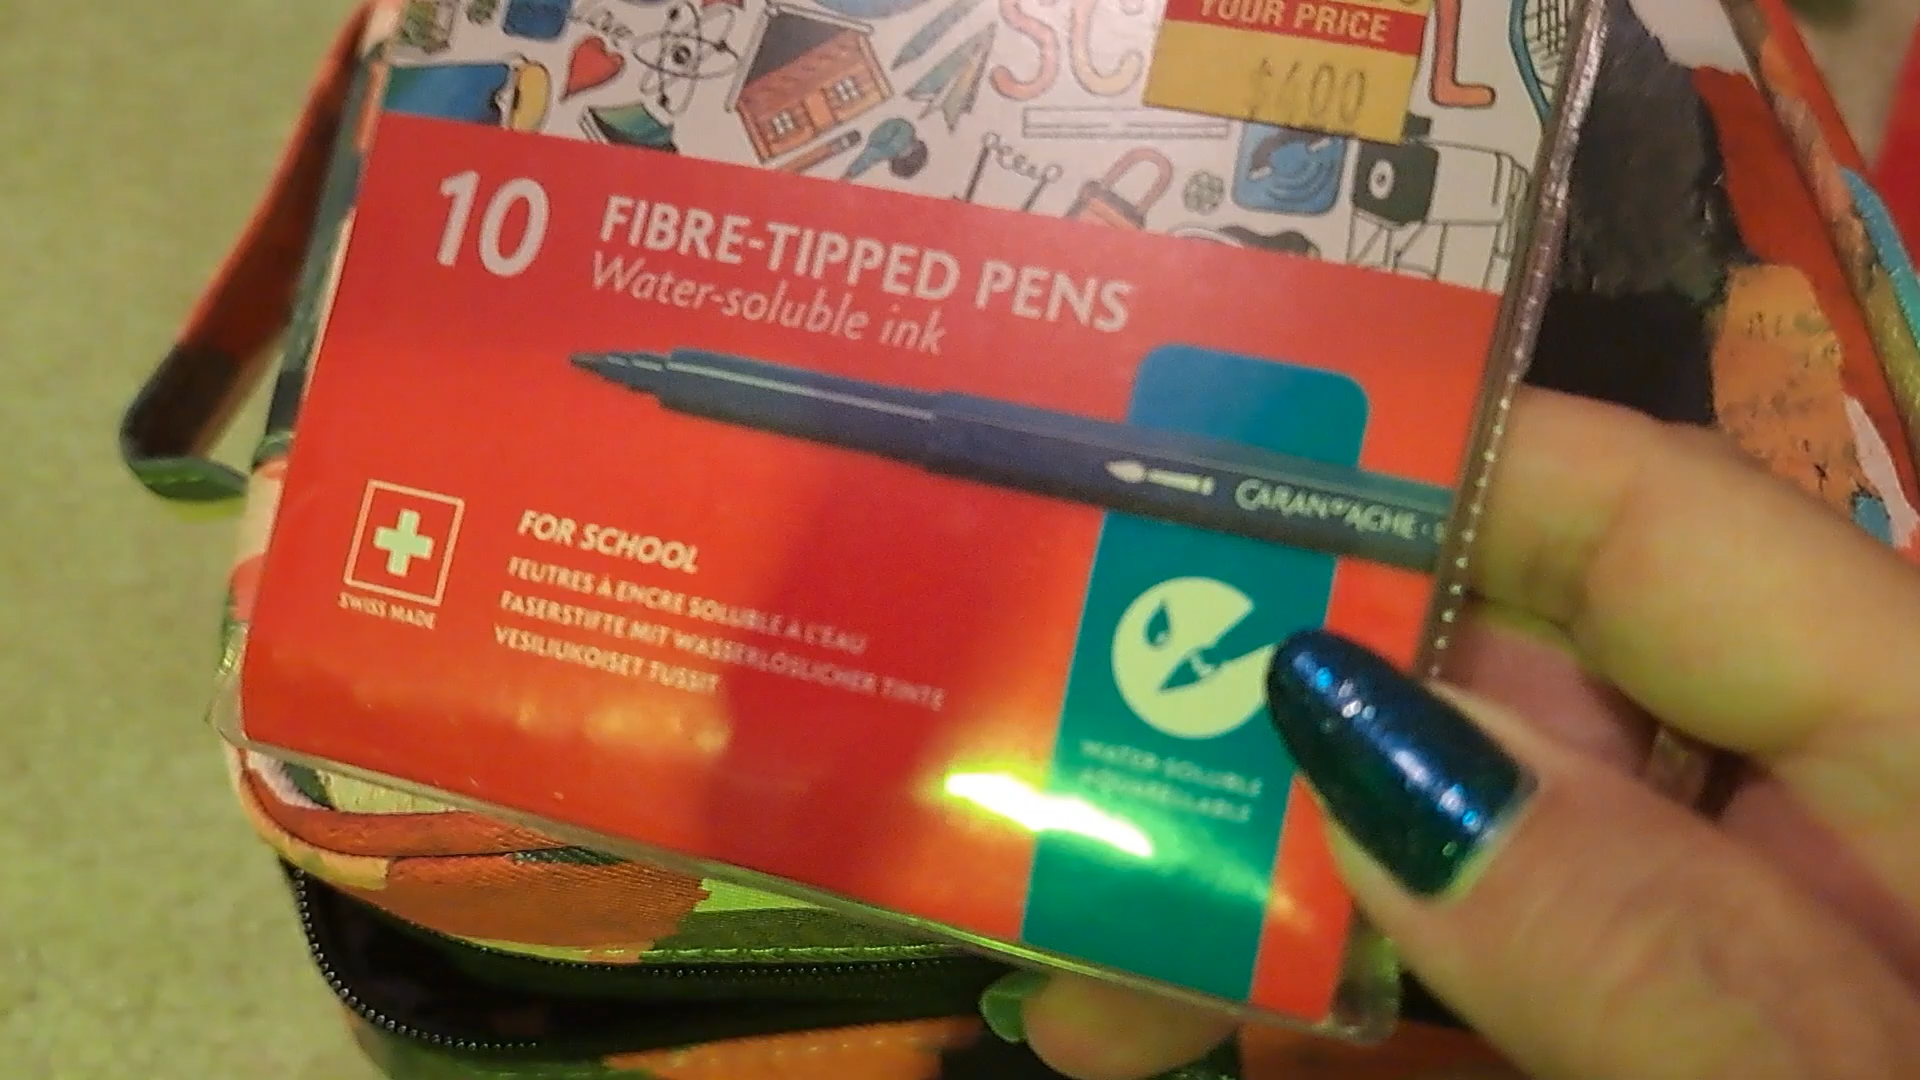 YOUR PRICE
$400
SC L
10 FIBRE-TIPPED PENS
Water-soluble ink
CARAN D'ACHE
SWISS MADE
FOR SCHOOL
FEUTRES À ENCRE SOLUBLE À L'EAU
FASERSTIFTE MIT WASSERLÖSLICHER TINTE
VESILIUKOISET TUSSIT
WATER-SOLUBLE
AQUARELLABLE